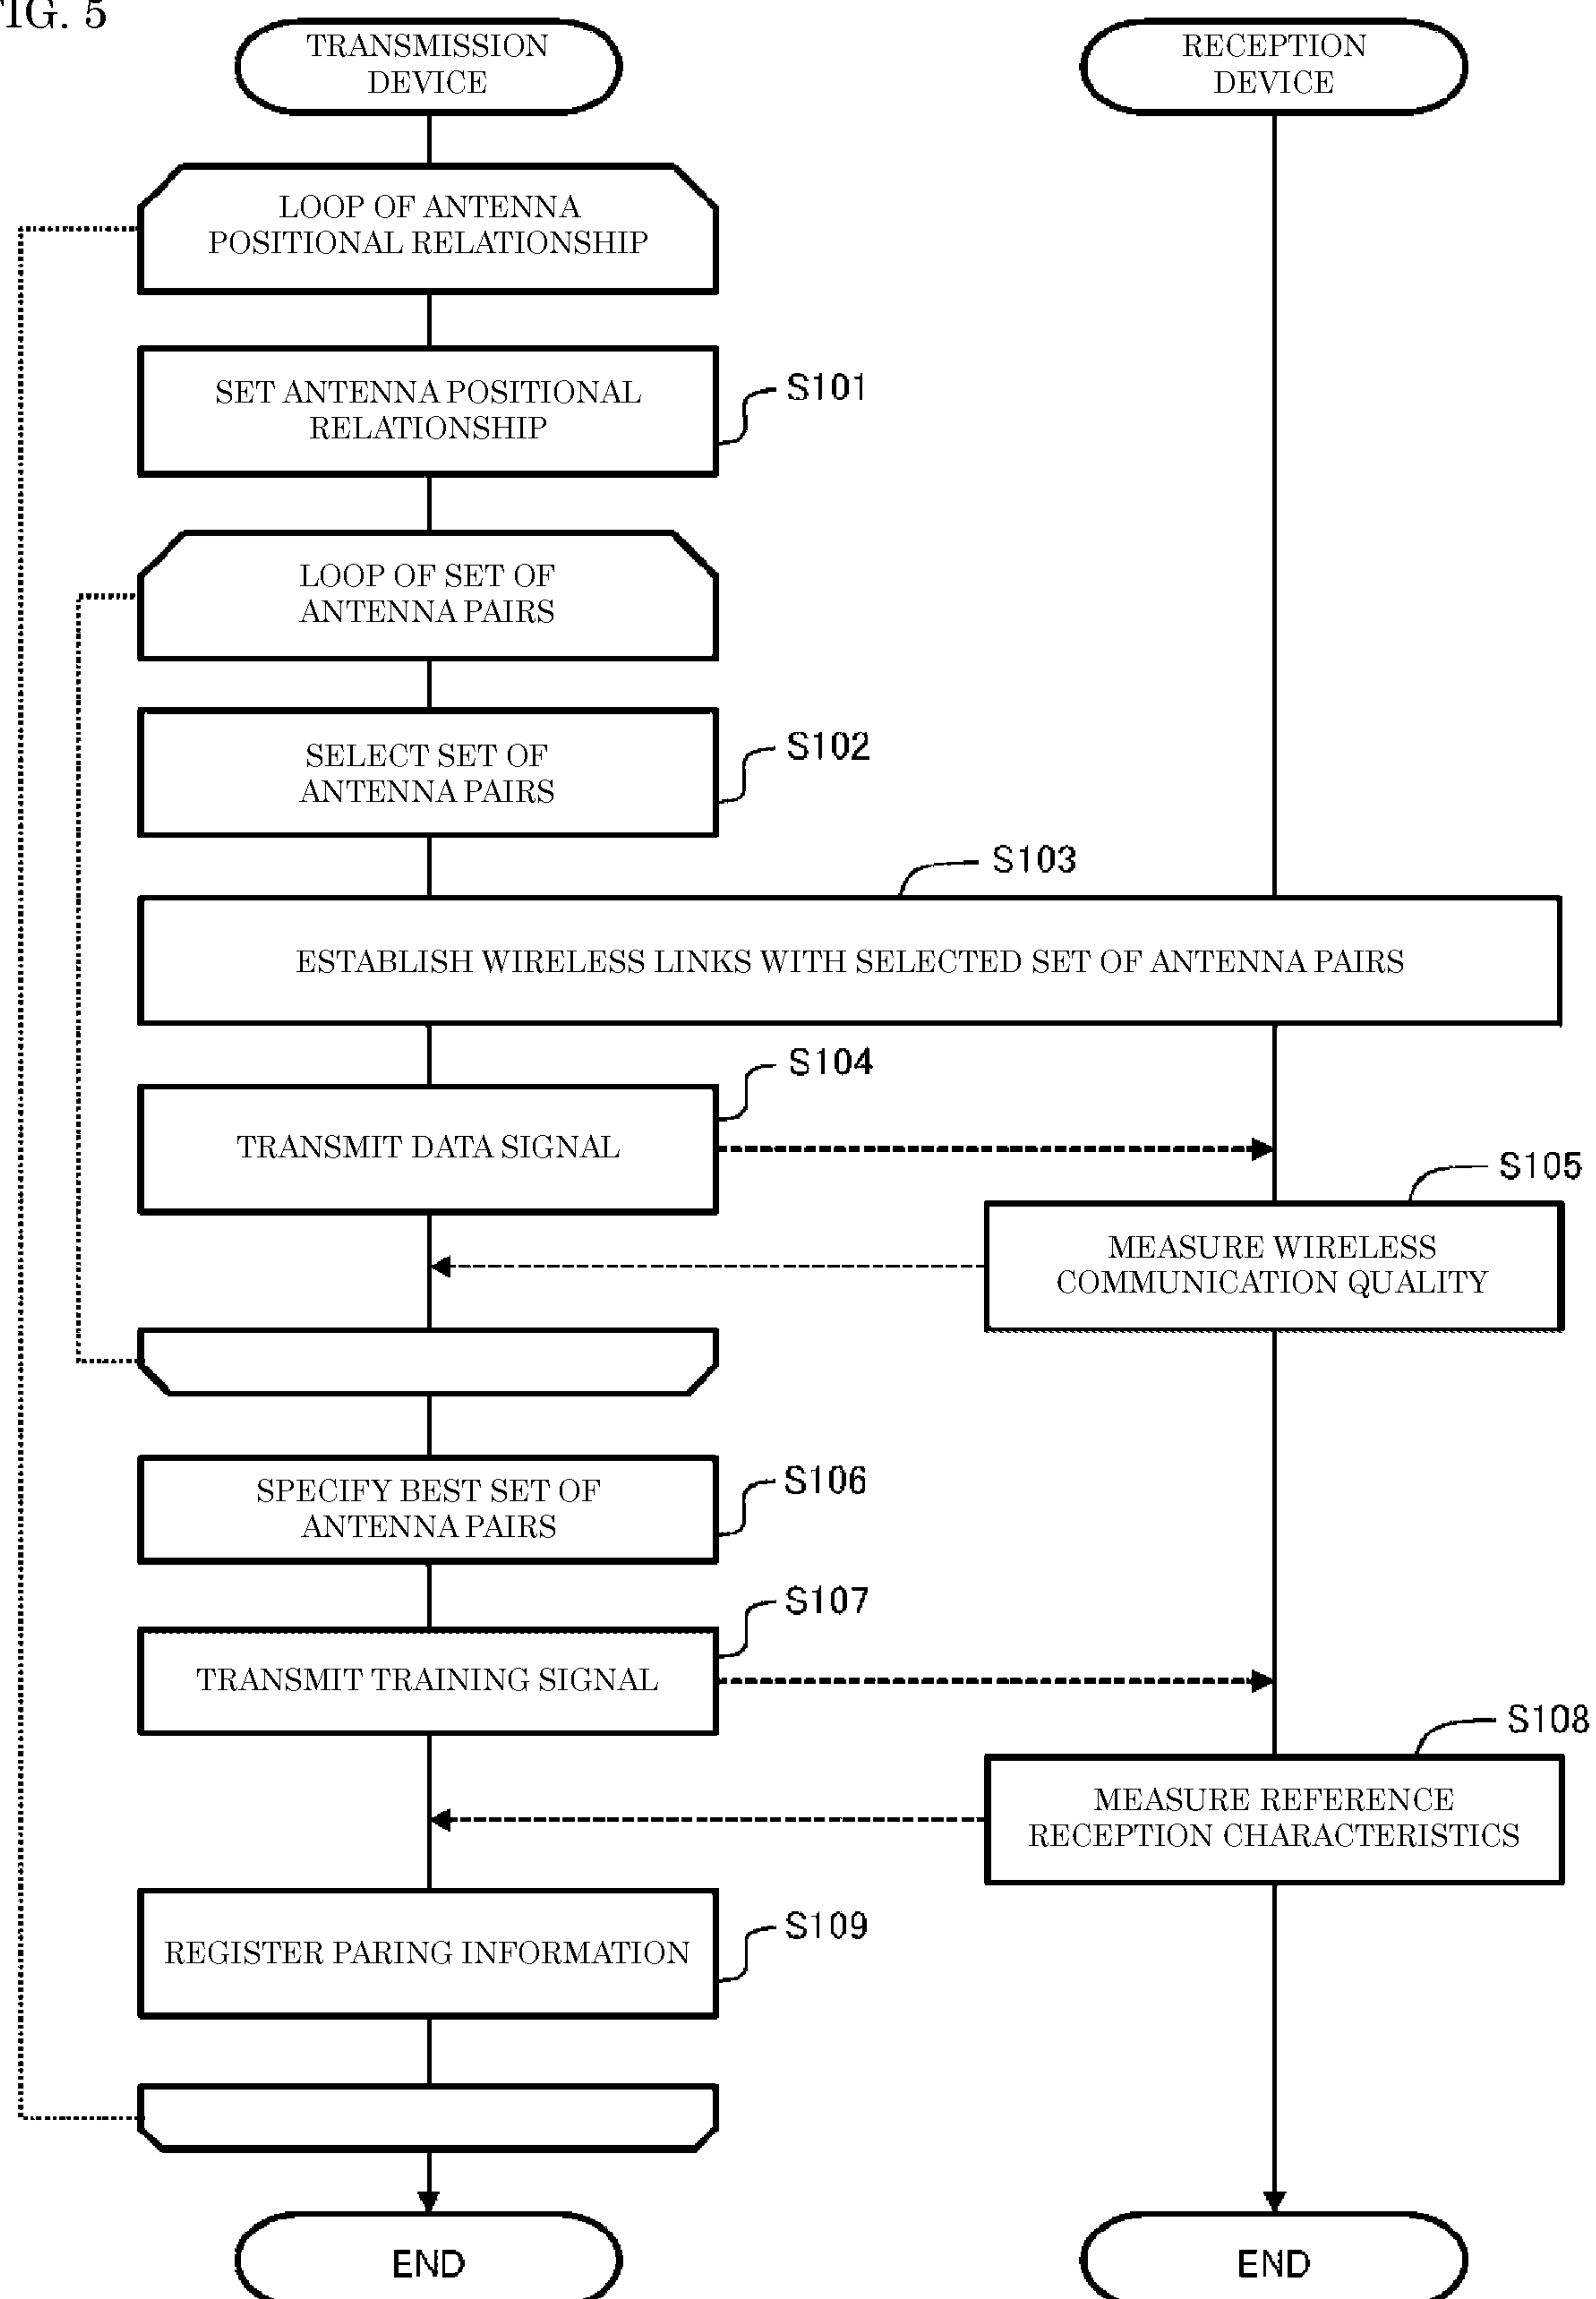 FIG. 5
TRANSMISSION
DEVICE
RECEPTION
DEVICE
LOOP OF ANTENNA
POSITIONAL RELATIONSHIP
SET ANTENNA POSITIONAL
RELATIONSHIP
S101
LOOP OF SET OF
ANTENNA PAIRS
SELECT SET OF
ANTENNA PAIRS
S102
S103
ESTABLISH WIRELESS LINKS WITH SELECTED SET OF ANTENNA PAIRS
S104
TRANSMIT DATA SIGNAL
S105
MEASURE WIRELESS
COMMUNICATION QUALITY
SPECIFY BEST SET OF
ANTENNA PAIRS
S106
S107
TRANSMIT TRAINING SIGNAL
S108
MEASURE REFERENCE
RECEPTION CHARACTERISTICS
REGISTER PARING INFORMATION
S109
END
END